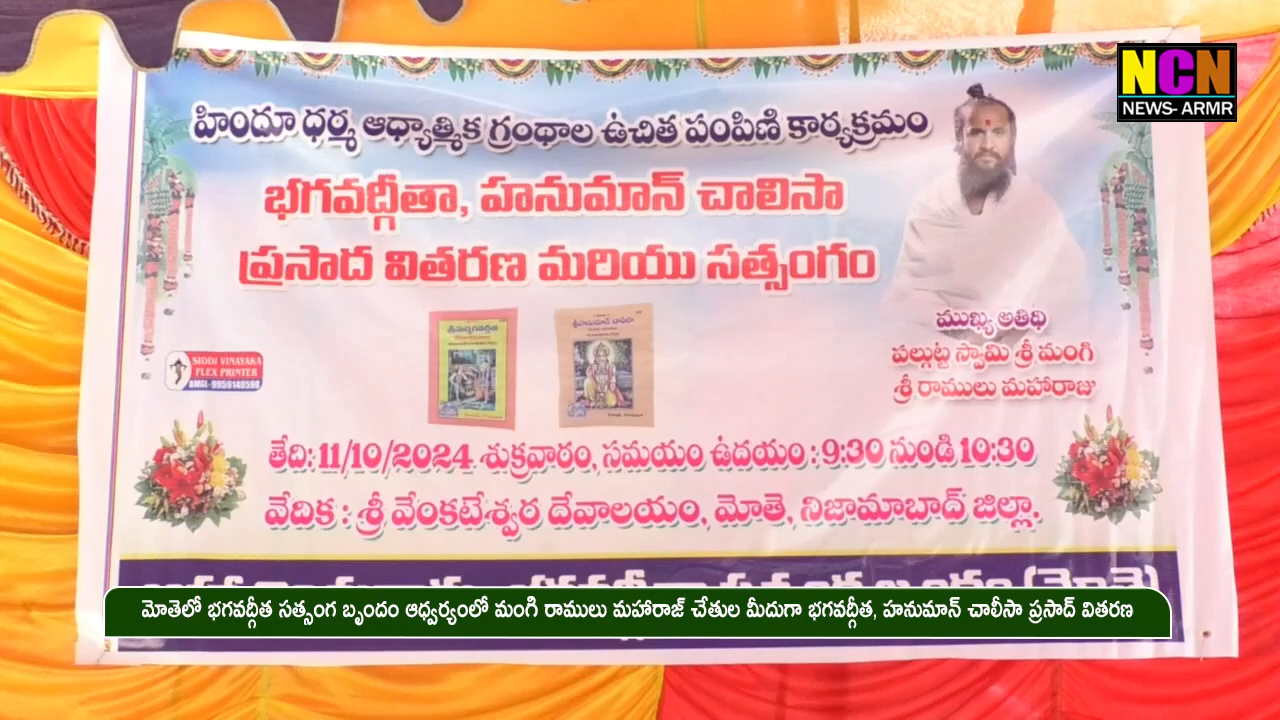 NCN
NEWS- ARMR
హిందూ ధర్మ ఆధ్యాత్మిక గ్రంథాల ఉచిత పంపిణి కార్యక్రమం
భగవద్గీతా, హనుమాన్ చాలిసా
ప్రసాద వితరణ మరియు సత్సంగం
ముఖ్య అతిథి
పల్గుట్ట స్వామి శ్రీ మంగి
శ్రీ రాములు మహారాజు
SIDDI VINAYAKA
FLEX PRINTER
తేది: 11/10/2024 శుక్రవారం, సమయం ఉదయం : 9:30 నుండి 10:30
వేదిక : శ్రీ వేంకటేశ్వర దేవాలయం, మోతె, నిజామాబాద్ జిల్లా.
మోతెలో భగవద్గీత సత్సంగ బృందం ఆధ్వర్యంలో మంగి రాములు మహారాజ్ చేతుల మీదుగా భగవద్గీత, హనుమాన్ చాలీసా ప్రసాద్ వితరణ